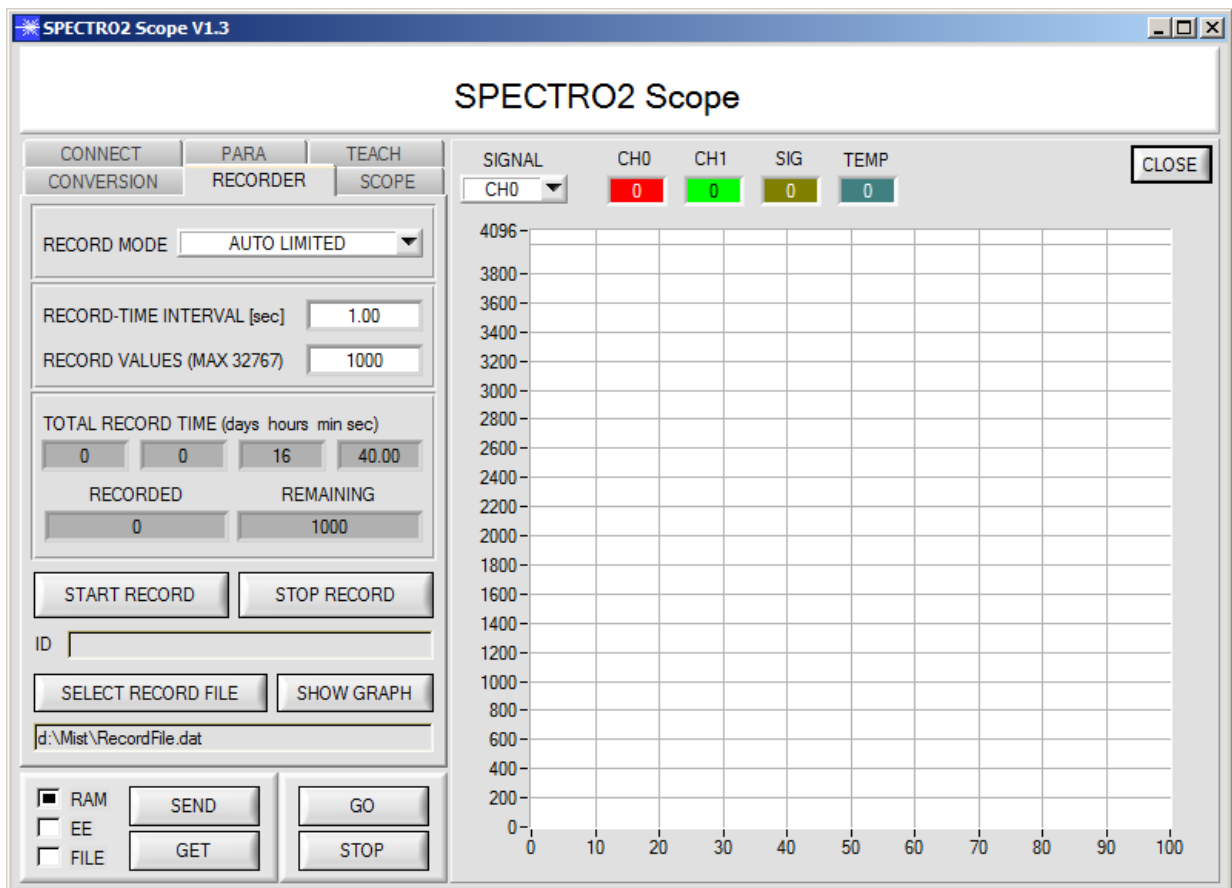 SPECTRO2 Scope V1.3
SPECTRO2 Scope
CONNECT PARA TEACH
CONVERSION RECORDER SCOPE
RECORD MODE AUTO LIMITED
RECORD-TIME INTERVAL [sec] 1.00
RECORD VALUES (MAX 32767) 1000
TOTAL RECORD TIME (days hours min sec)
0 0 16 40.00
RECORDED REMAINING
0 1000
START RECORD STOP RECORD
ID
SELECT RECORD FILE SHOW GRAPH
d:\Mist\RecordFile.dat
RAM SEND GO
EE
FILE GET STOP
SIGNAL CH0 CH1 SIG TEMP CLOSE
CH0 0 0 0 0
4096
3800
3600
3400
3200
3000
2800
2600
2400
2200
2000
1800
1600
1400
1200
1000
800
600
400
200
0
0 10 20 30 40 50 60 70 80 90 100